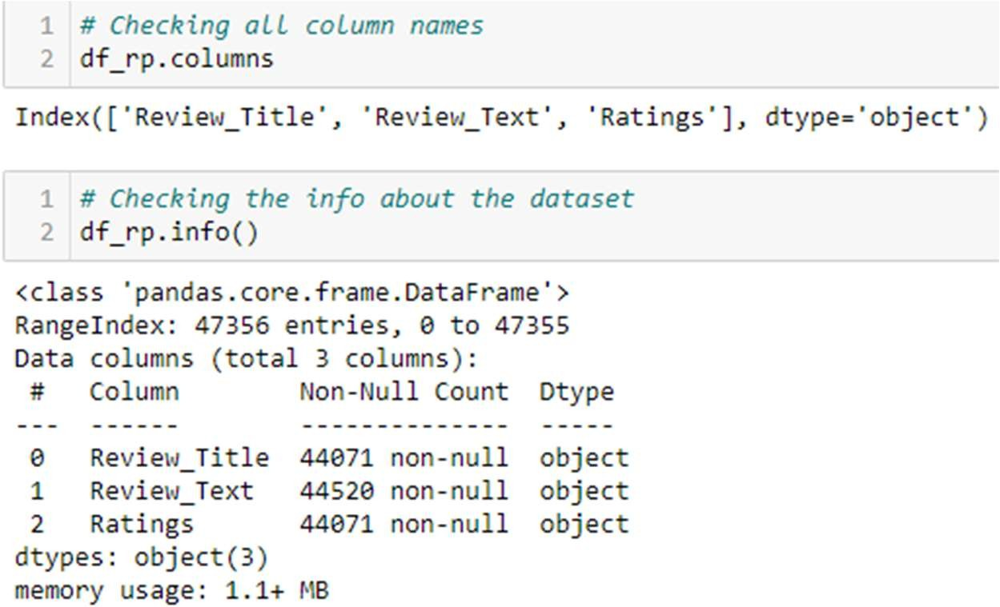 1 # Checking all column names
2 df_rp.columns
Index(['Review_Title', 'Review_Text', 'Ratings'], dtype='object')
1 # Checking the info about the dataset
2 df_rp.info()
<class 'pandas.core.frame.DataFrame'>
RangeIndex: 47356 entries, 0 to 47355
Data columns (total 3 columns):
 #   Column        Non-Null Count  Dtype
---  ------        --------------  -----
 0   Review_Title  44071 non-null  object
 1   Review_Text   44520 non-null  object
 2   Ratings       44071 non-null  object
dtypes: object(3)
memory usage: 1.1+ MB